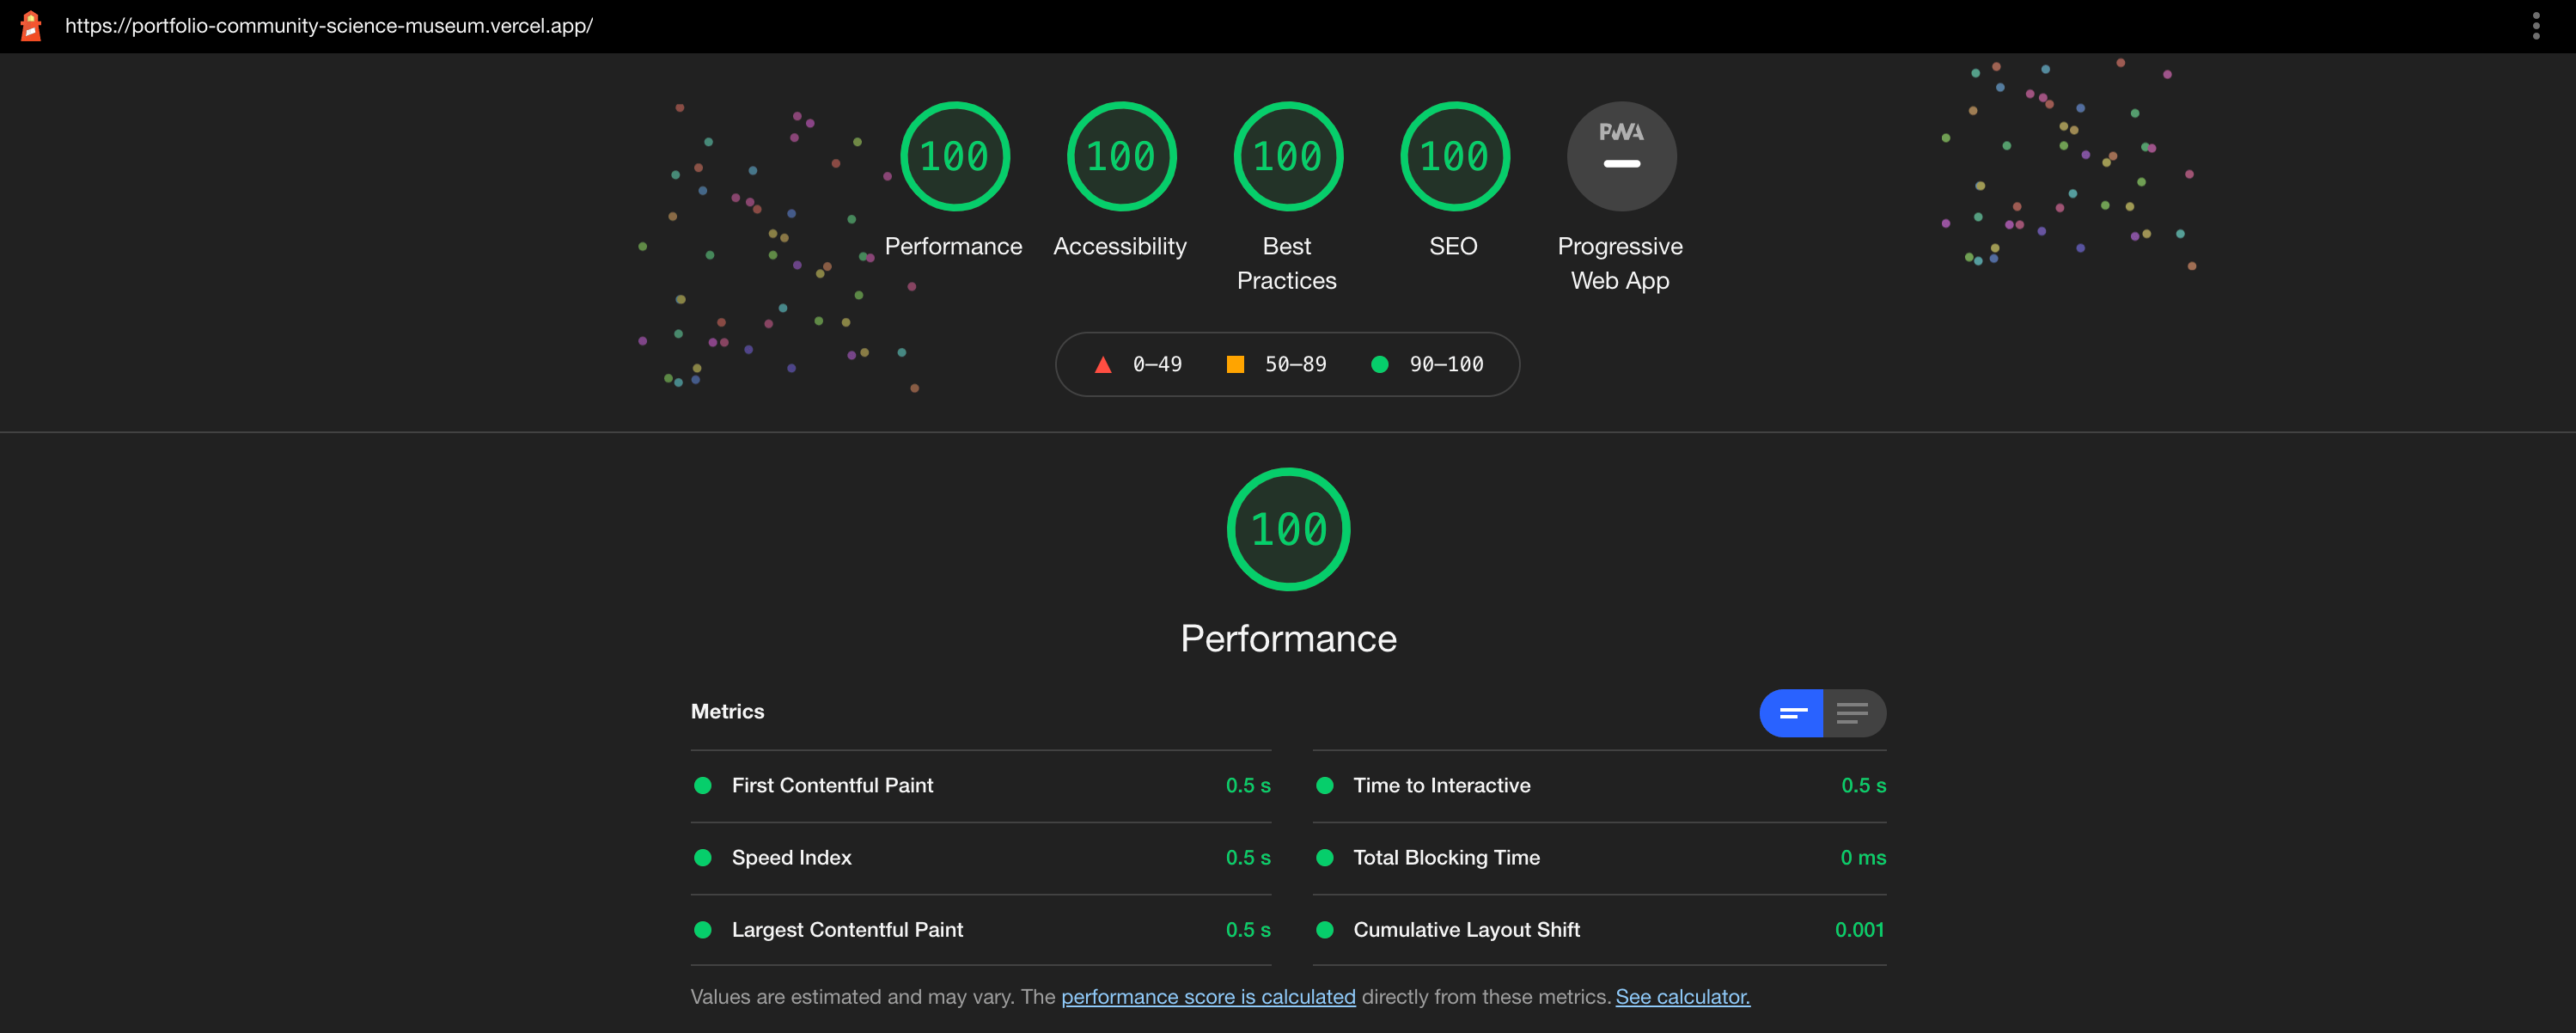 https://portfolio-community-science-museum.vercel.app/
100
100
100
100
PWA
Performance
Accessibility
Best
Practices
SEO
Progressive
Web App
0–49
50–89
90–100
100
Performance
Metrics
First Contentful Paint 0.5 s
Time to Interactive 0.5 s
Speed Index 0.5 s
Total Blocking Time 0 ms
Largest Contentful Paint 0.5 s
Cumulative Layout Shift 0.001
Values are estimated and may vary. The performance score is calculated directly from these metrics. See calculator.